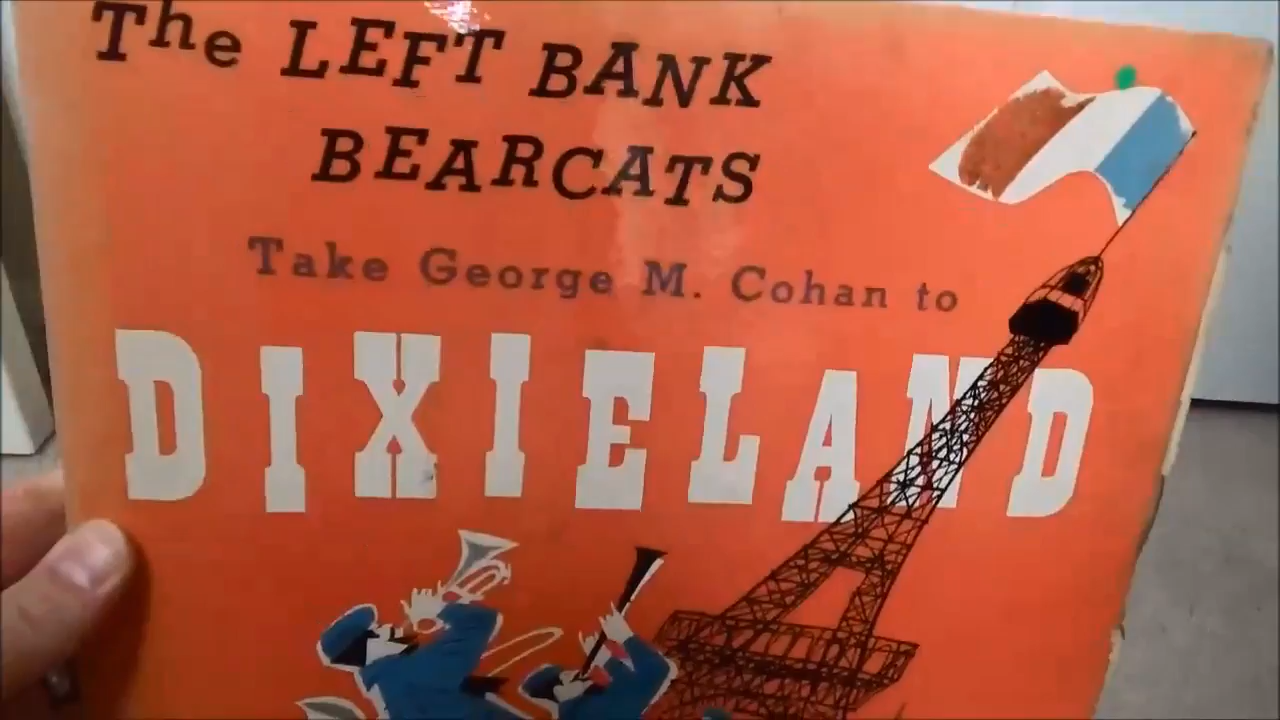 The LEFT BANK
BEARCATS
Take George M. Cohan to
DIXIELAND